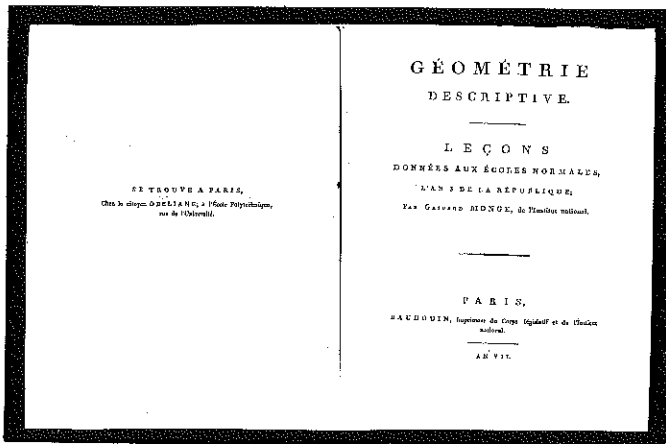 SE TROUVE A PARIS,
Chez le citoyen OBELIANE, à l'École Polytechnique,
rue de l'Université.
GÉOMÉTRIE
DESCRIPTIVE.
LEÇONS
DONNÉES AUX ÉCOLES NORMALES,
L'AN 3 DE LA RÉPUBLIQUE;
PAR GASPARD MONGE, de l'Institut national.
PARIS,
BAUDOUIN, Imprimeur du Corps législatif et de l'Institut
national.
AN VII.